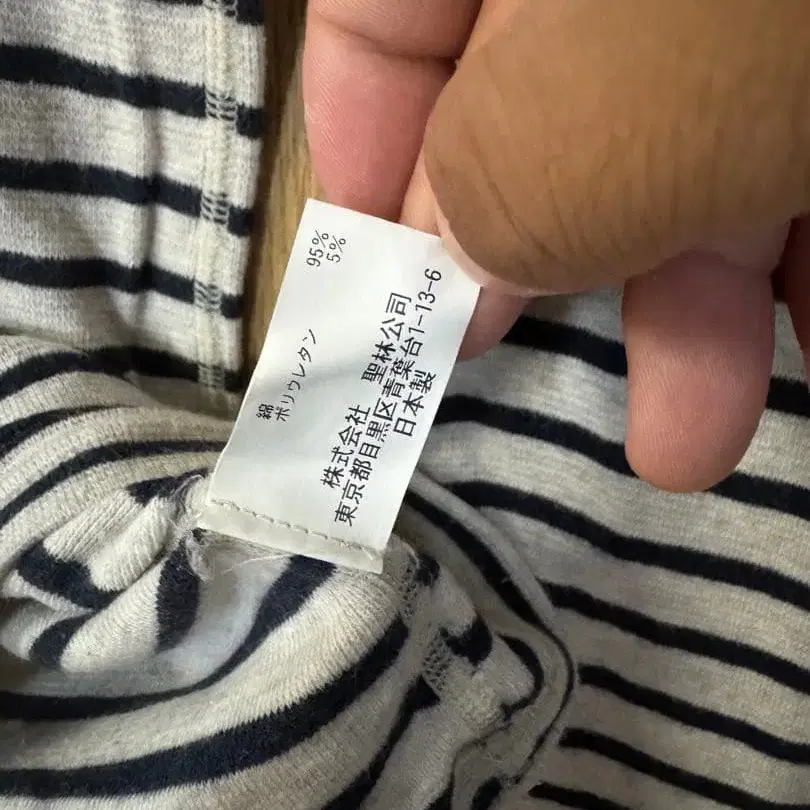 綿 95%
ポリウレタン 5%
株式会社 聖林公司
東京都目黒区青葉台1-13-6
日本製